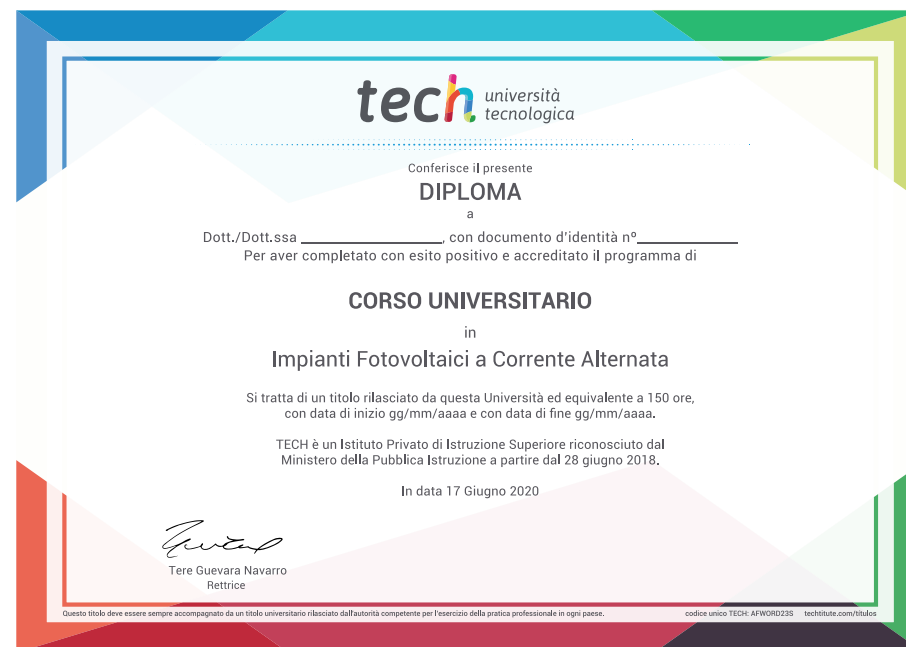 tech università
tecnologica
Conferisce il presente
DIPLOMA
a
Dott./Dott.ssa _________________, con documento d'identità nº____________
Per aver completato con esito positivo e accreditato il programma di
CORSO UNIVERSITARIO
in
Impianti Fotovoltaici a Corrente Alternata
Si tratta di un titolo rilasciato da questa Università ed equivalente a 150 ore,
con data di inizio gg/mm/aaaa e con data di fine gg/mm/aaaa.
TECH è un Istituto Privato di Istruzione Superiore riconosciuto dal
Ministero della Pubblica Istruzione a partire dal 28 giugno 2018.
In data 17 Giugno 2020
Tere Guevara Navarro
Rettrice
Questo titolo deve essere sempre accompagnato da un titolo universitario rilasciato dall'autorità competente per l'esercizio della pratica professionale in ogni paese. codice unico TECH: AFWORD23S techtitute.com/títulos